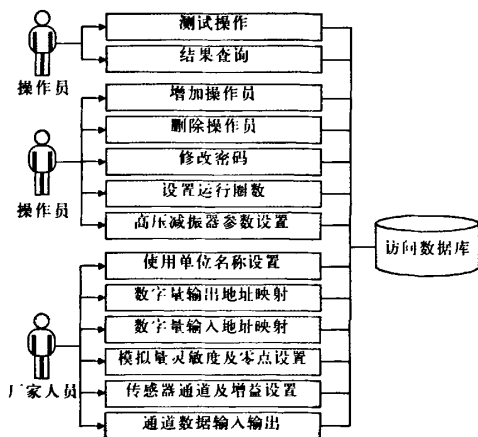 测试操作
结果查询
操作员
增加操作员
删除操作员
修改密码
设置运行圈数
高压减振器参数设置
操作员
访问数据库
使用单位名称设置
数字量输出地址映射
数字量输入地址映射
模拟量灵敏度及零点设置
传感器通道及增益设置
通道数据输入输出
厂家人员